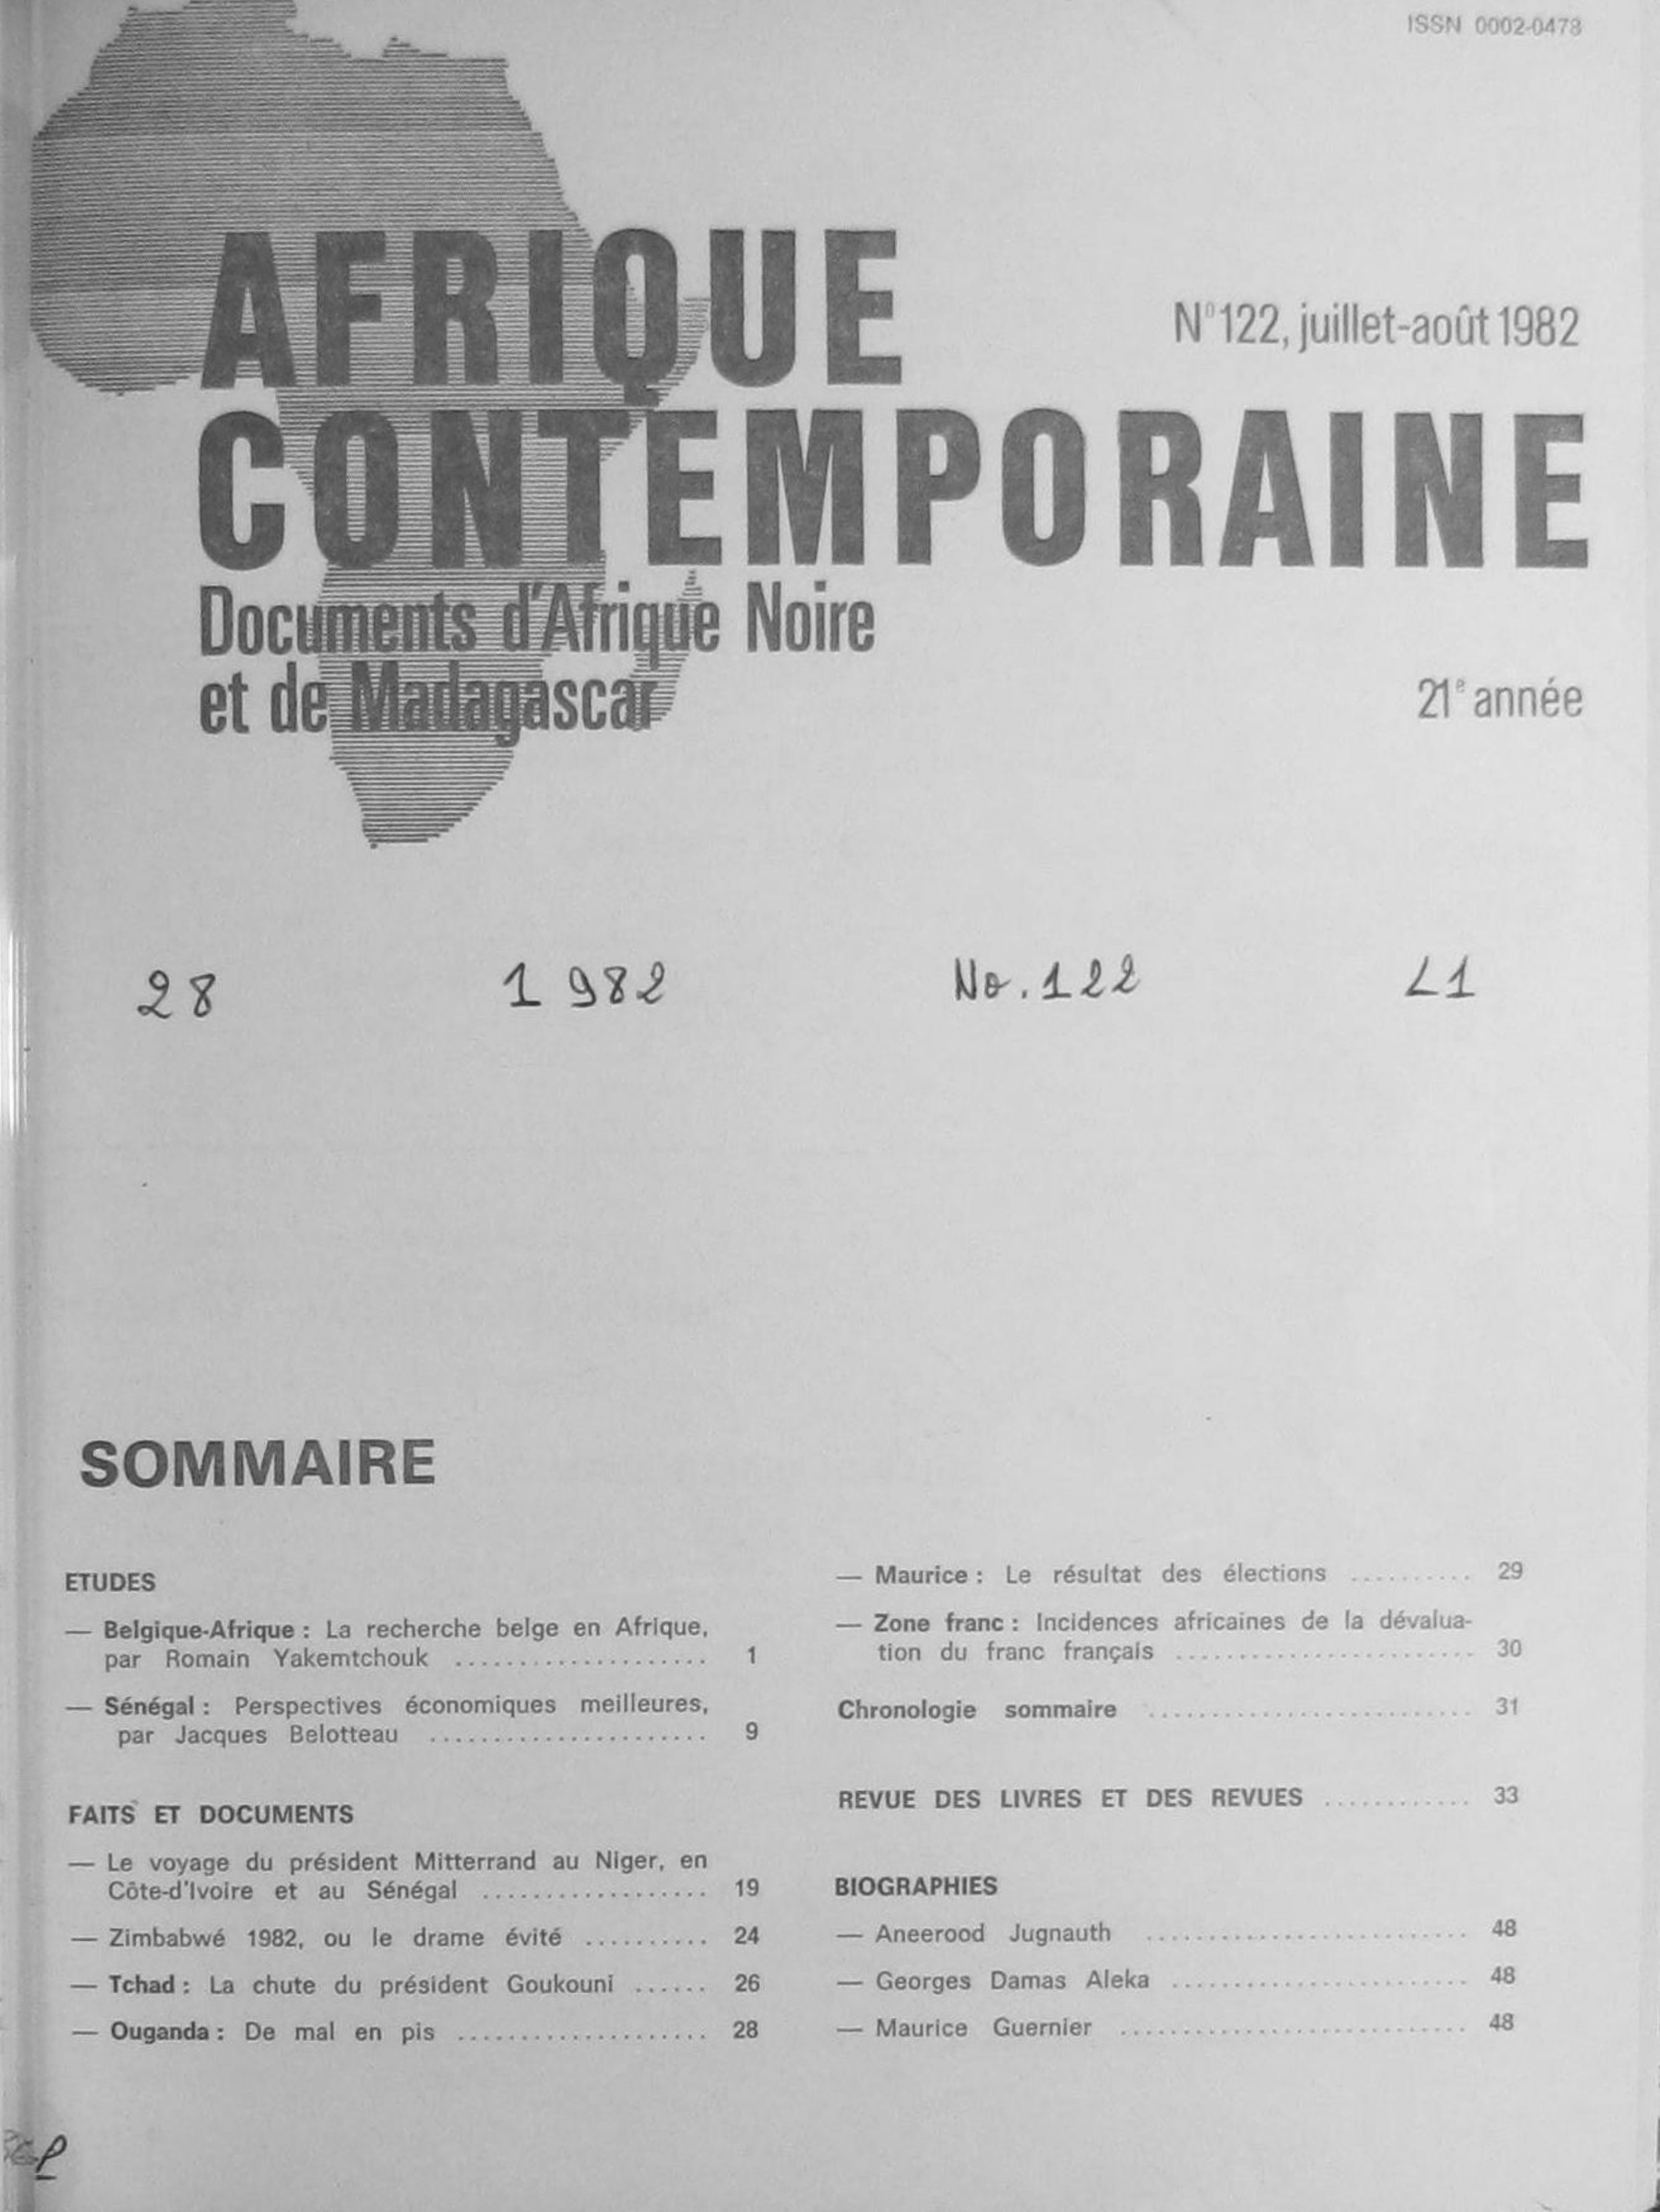 ISSN 0002-0478
AFRIQUE
N°122, juillet-août 1982
CONTEMPORAINE
Documents d'Afrique Noire
et de Madagascar
21e année
28 1982 No. 122 L1
SOMMAIRE
ETUDES
— Belgique-Afrique : La recherche belge en Afrique,
par Romain Yakemtchouk .................... 1
— Sénégal : Perspectives économiques meilleures,
par Jacques Belotteau ...................... 9
FAITS ET DOCUMENTS
— Le voyage du président Mitterrand au Niger, en
Côte-d'Ivoire et au Sénégal .................. 19
— Zimbabwé 1982, ou le drame évité .......... 24
— Tchad : La chute du président Goukouni ...... 26
— Ouganda : De mal en pis .................... 28
— Maurice : Le résultat des élections .......... 29
— Zone franc : Incidences africaines de la dévalua-
tion du franc français ........................ 30
Chronologie sommaire .......................... 31
REVUE DES LIVRES ET DES REVUES ............ 33
BIOGRAPHIES
— Aneerood Jugnauth .......................... 48
— Georges Damas Aleka ........................ 48
— Maurice Guernier ............................ 48